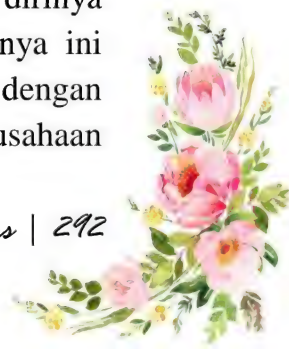 dirinya
nya ini
dengan
usahaan
s | 292